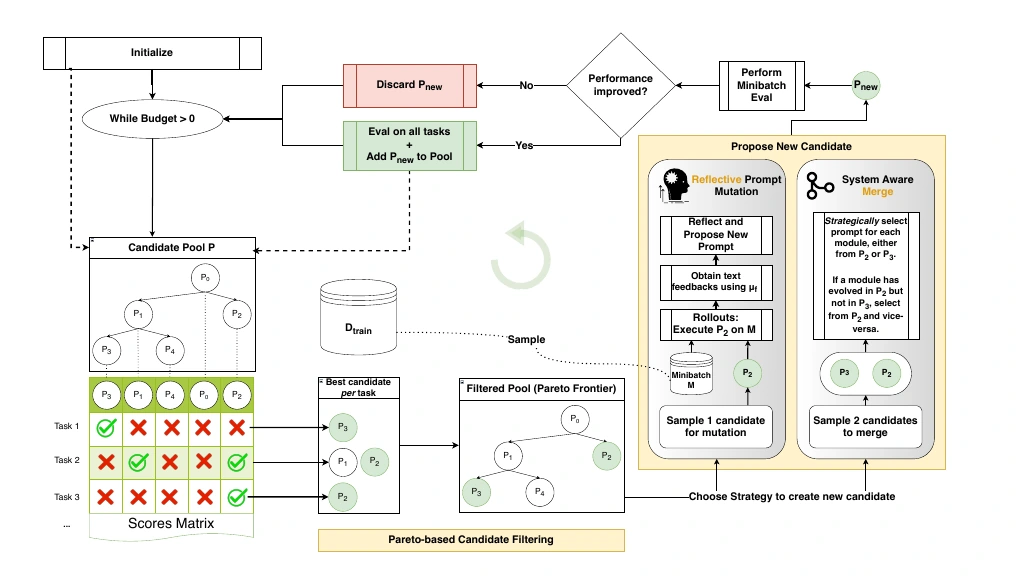 Initialize
While Budget > 0
Discard Pnew
Eval on all tasks
+
Add Pnew to Pool
No
Yes
Performance
improved?
Perform
Minibatch
Eval
Pnew
Propose New Candidate
Reflective Prompt
Mutation
Reflect and
Propose New
Prompt
Obtain text
feedbacks using μf
Rollouts:
Execute P2 on M
Minibatch
M
P2
Sample 1 candidate
for mutation
System Aware
Merge
Strategically select
prompt for each
module, either
from P2 or P3.
If a module has
evolved in P2 but
not in P3, select
from P2 and vice-
versa.
P3 P2
Sample 2 candidates
to merge
Choose Strategy to create new candidate
Candidate Pool P
P0
P1 P2
P3 P4
Dtrain
Sample
P3 P1 P4 P0 P2
Task 1
Task 2
Task 3
...
Scores Matrix
Best candidate
per task
P3
P1 P2
P2
Filtered Pool (Pareto Frontier)
P0
P1 P2
P3 P4
Pareto-based Candidate Filtering